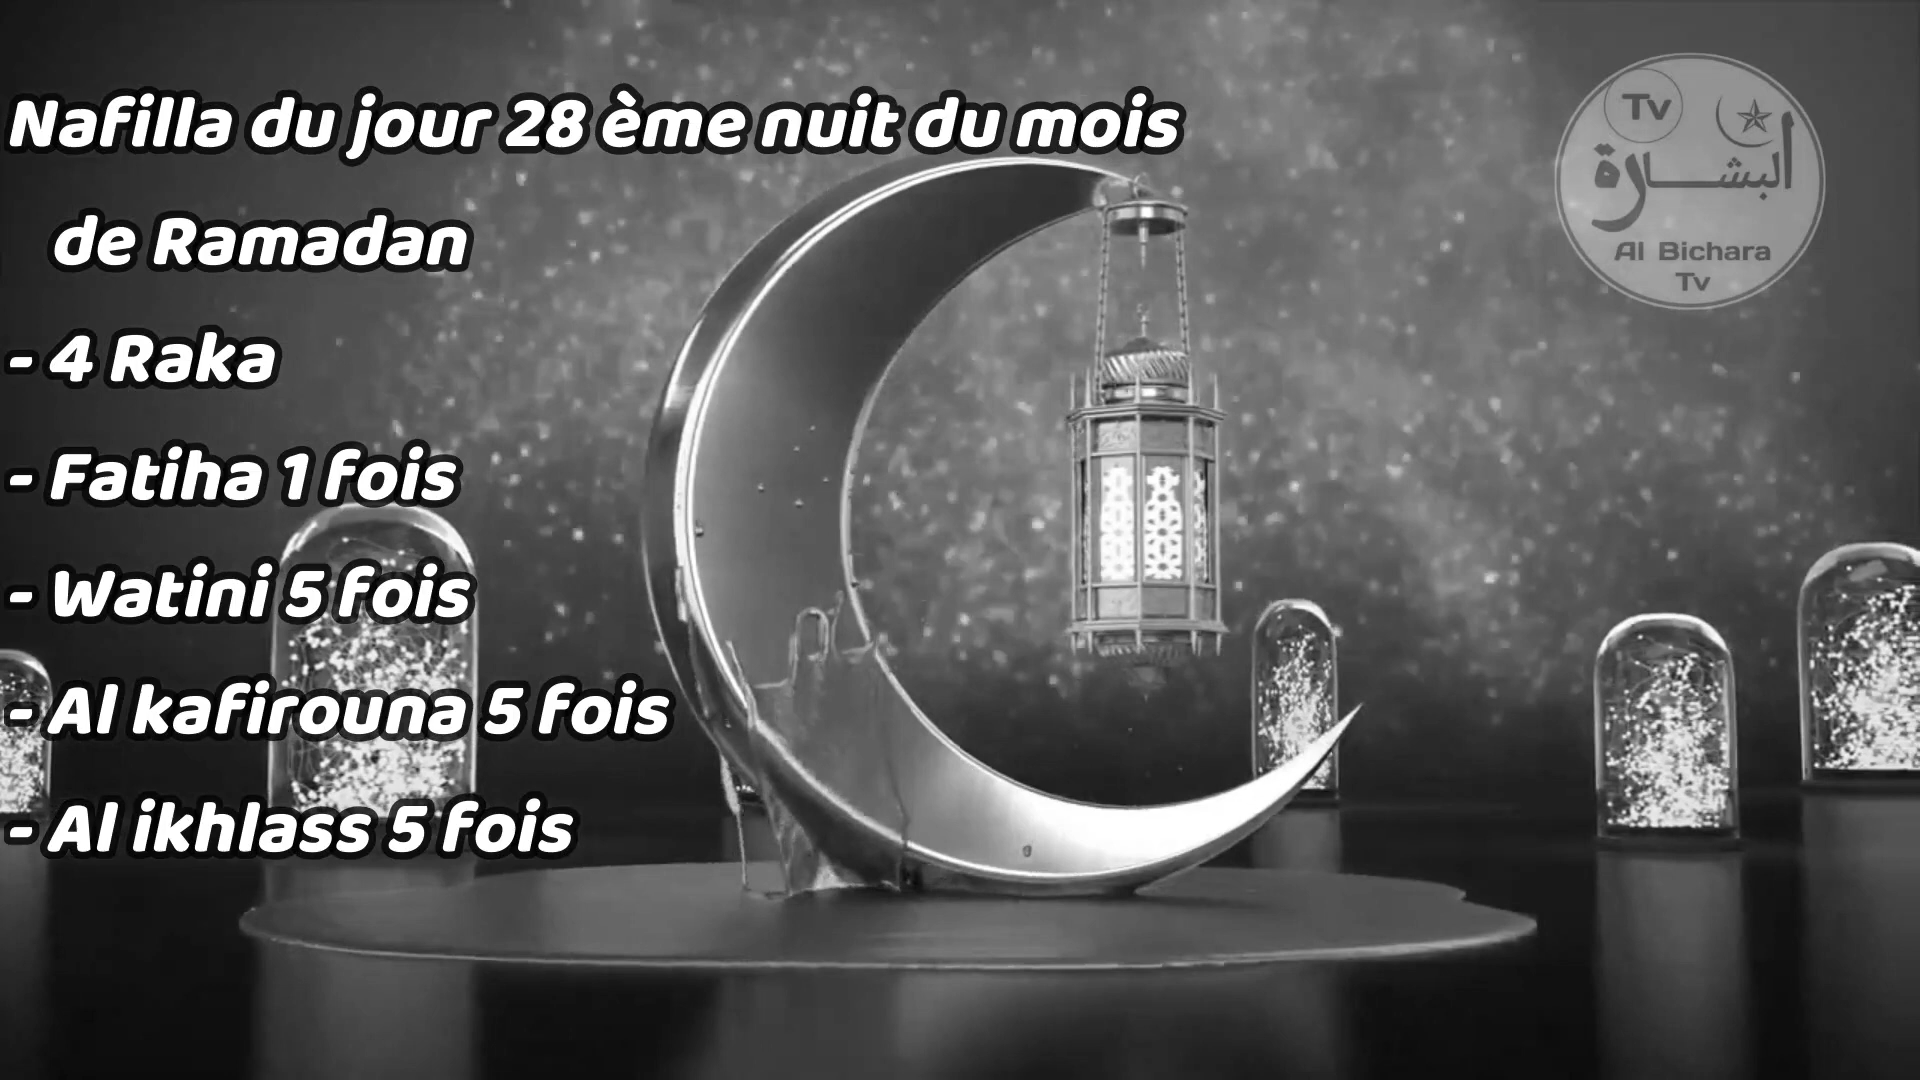 Nafilla du jour 28 ème nuit du mois
de Ramadan
- 4 Raka
- Fatiha 1 fois
- Watini 5 fois
- Al kafirouna 5 fois
- Al ikhlass 5 fois
Tv
البشارة
Al Bichara
Tv